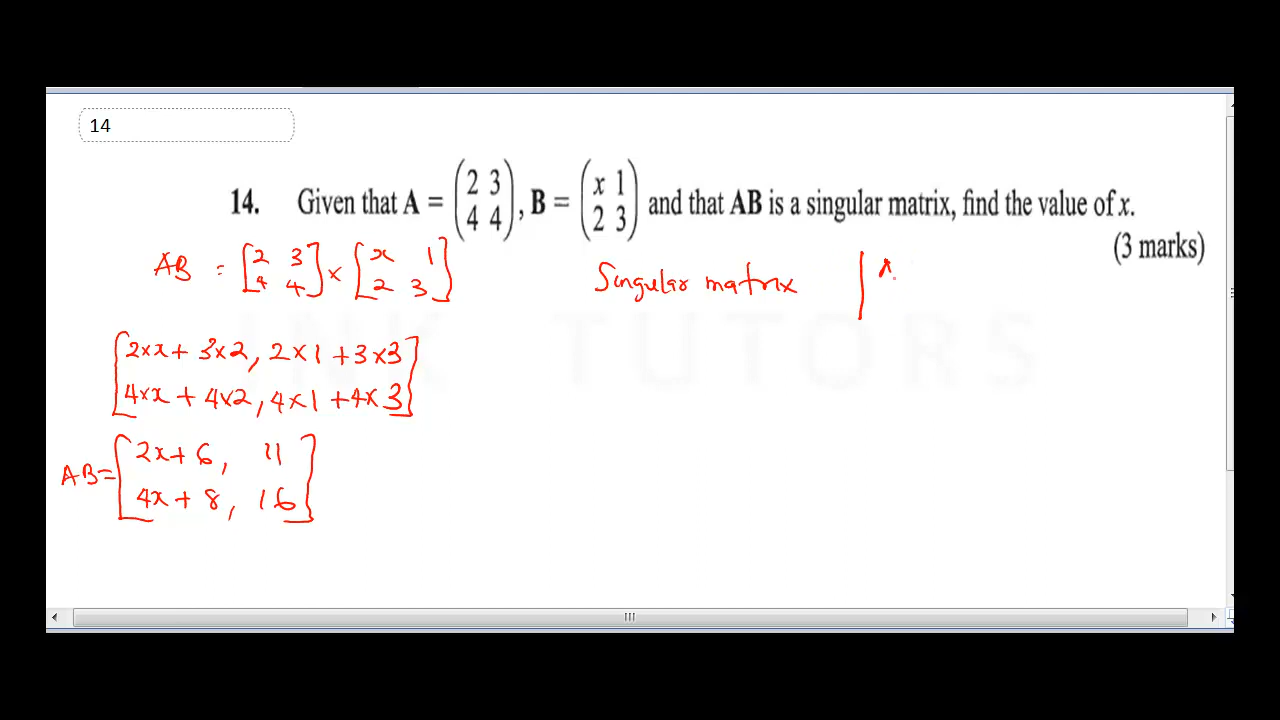 14
14. Given that A = (2 3 4 4), B = (x 1 2 3) and that AB is a singular matrix, find the value of x.
(3 marks)
AB = [2 3 4 4] × [x 1 2 3]
Singular matrix
[2×x + 3×2, 2×1 + 3×3
4×x + 4×2, 4×1 + 4×3]
AB = [2x + 6, 11
4x + 8, 16]
JNK TUTORS